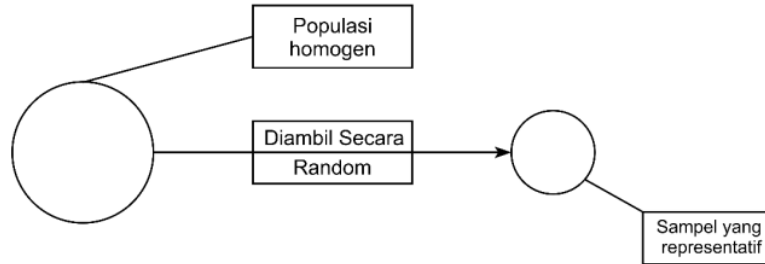 Populasi
homogen
Diambil Secara
Random
Sampel yang
representatif